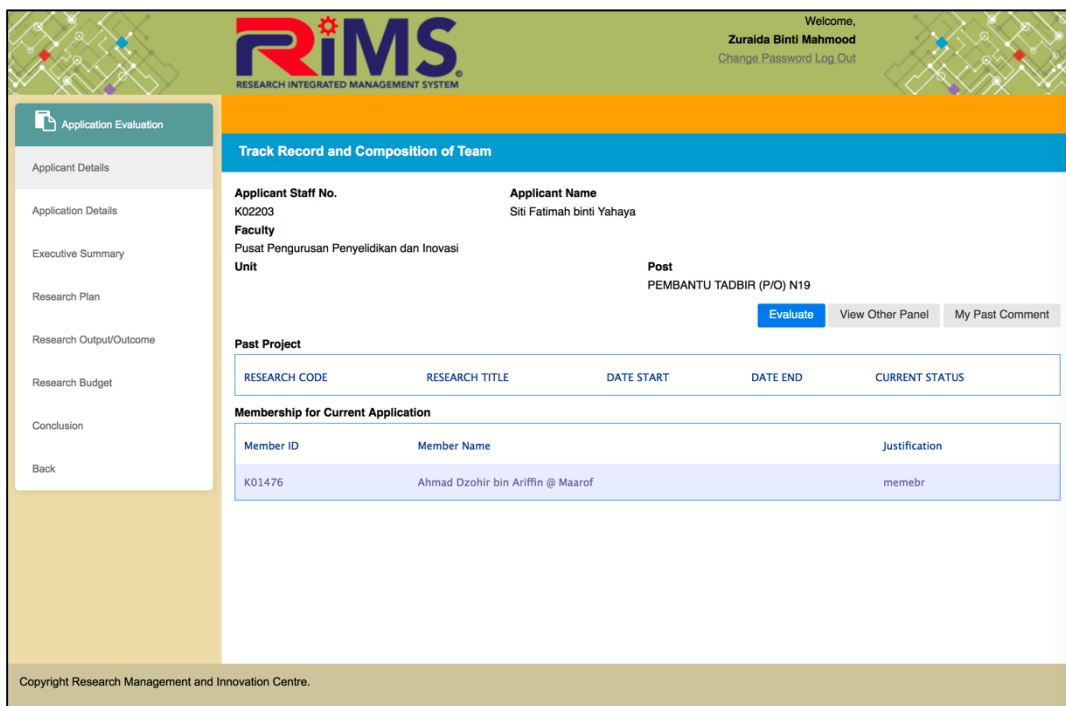 RiMS
RESEARCH INTEGRATED MANAGEMENT SYSTEM
Welcome,
Zuraida Binti Mahmood
Change Password Log Out
Application Evaluation
Applicant Details
Application Details
Executive Summary
Research Plan
Research Output/Outcome
Research Budget
Conclusion
Back
Track Record and Composition of Team
Applicant Staff No. Applicant Name
K02203 Siti Fatimah binti Yahaya
Faculty
Pusat Pengurusan Penyelidikan dan Inovasi
Unit Post
PEMBANTU TADBIR (P/O) N19
Evaluate View Other Panel My Past Comment
Past Project
RESEARCH CODE RESEARCH TITLE DATE START DATE END CURRENT STATUS
Membership for Current Application
Member ID Member Name Justification
K01476 Ahmad Dzohir bin Ariffin @ Maarof memebr
Copyright Research Management and Innovation Centre.